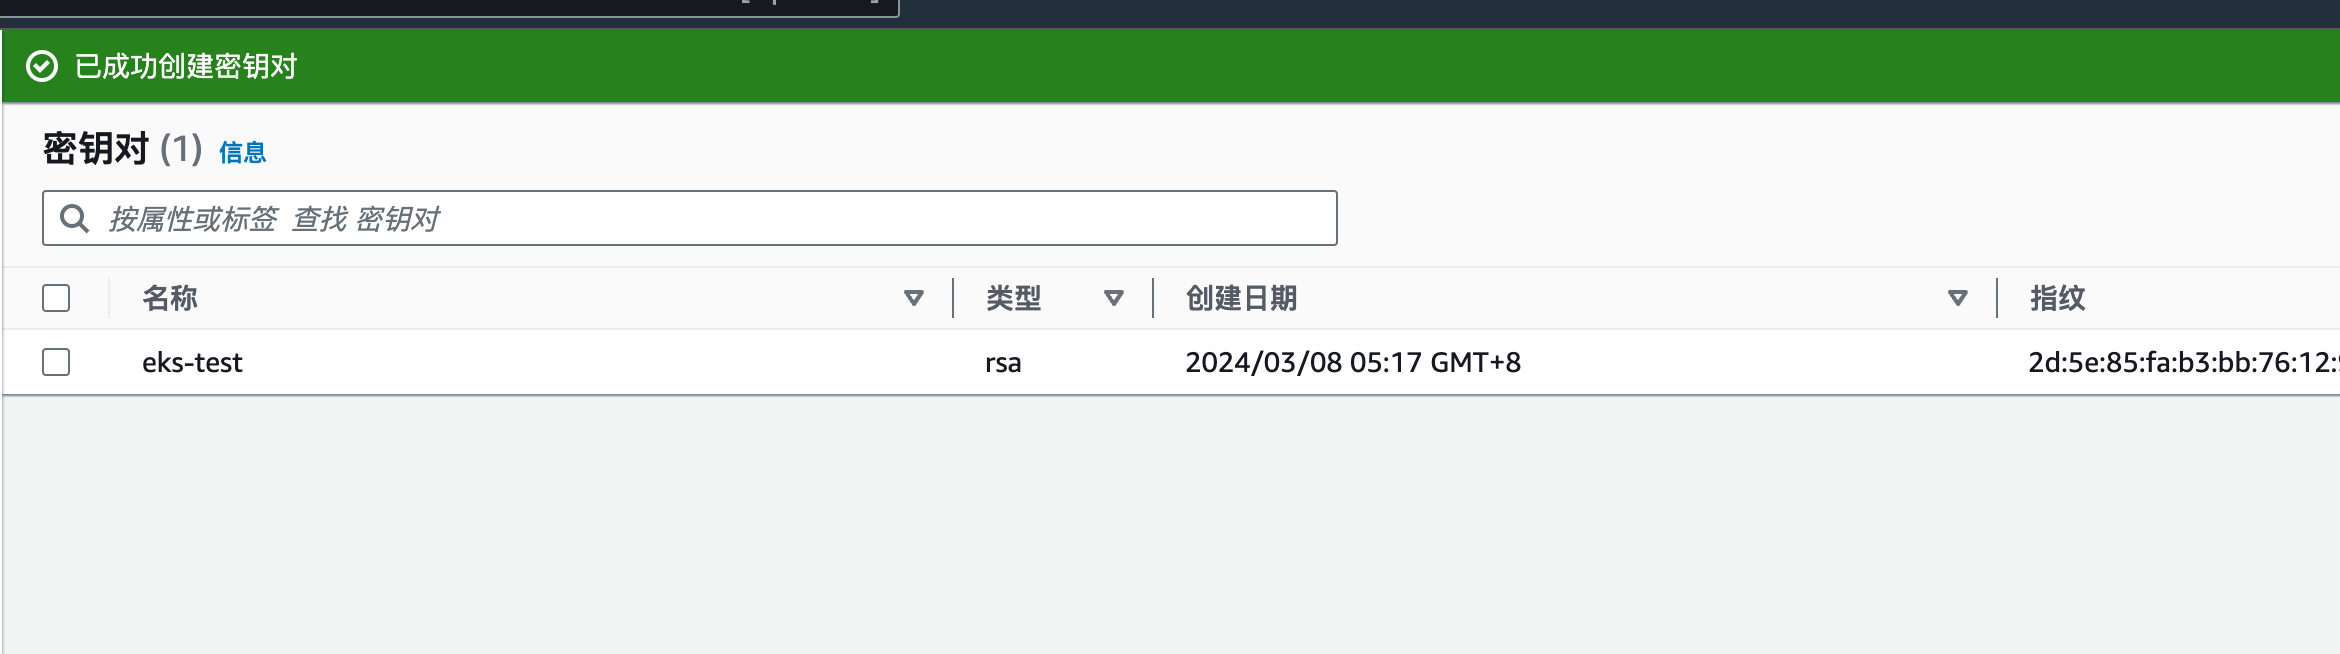 已成功创建密钥对
密钥对 (1) 信息
按属性或标签 查找 密钥对
名称 类型 创建日期 指纹
eks-test rsa 2024/03/08 05:17 GMT+8 2d:5e:85:fa:b3:bb:76:12: